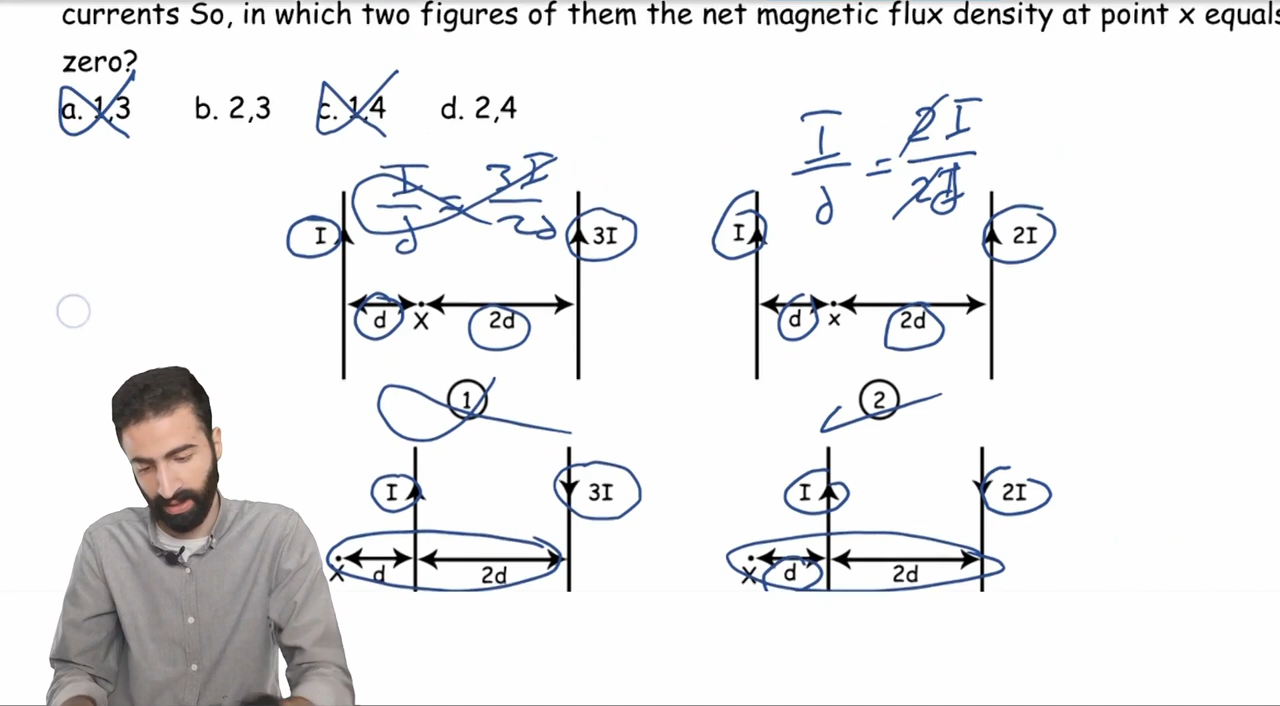 currents So, in which two figures of them the net magnetic flux density at point x equals
zero?
a. 1,3 b. 2,3 c. 1,4 d. 2,4
I/d = 3I/2d
I/d = 2I/2d
I 3I
d X 2d
I 2I
d x 2d
1 2
I 3I
x d 2d
I 2I
x d 2d